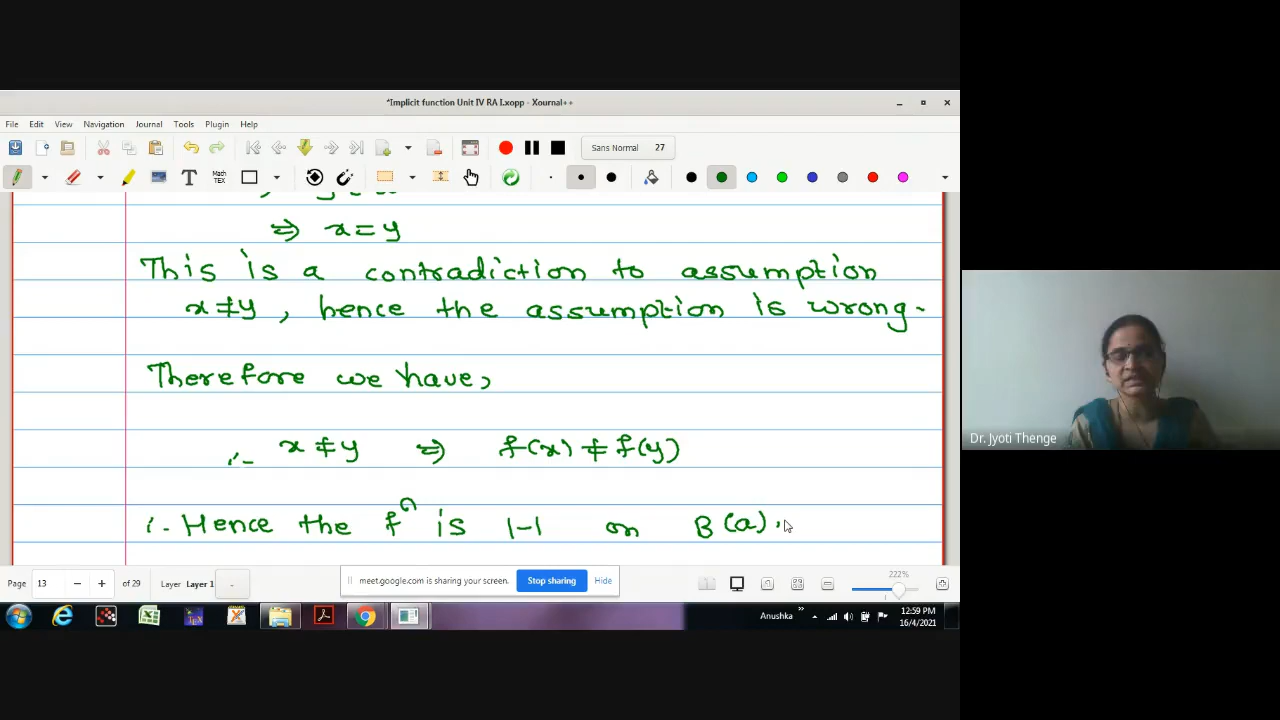 *Implicit function Unit IV RA I.xopp - Xournal++
File Edit View Navigation Journal Tools Plugin Help
Sans Normal 27
T Math TEX
⇒ x=y
This is a contradiction to assumption
x≠y, hence the assumption is wrong.
Therefore we have,
∴ x≠y ⇒ f(x)≠f(y)
∴ Hence the fⁿ is 1-1 on B(a).
Dr. Jyoti Thenge
Page 13 - + of 29 Layer Layer 1
meet.google.com is sharing your screen. Stop sharing Hide
222%
Anushka
12:59 PM
16/4/2021